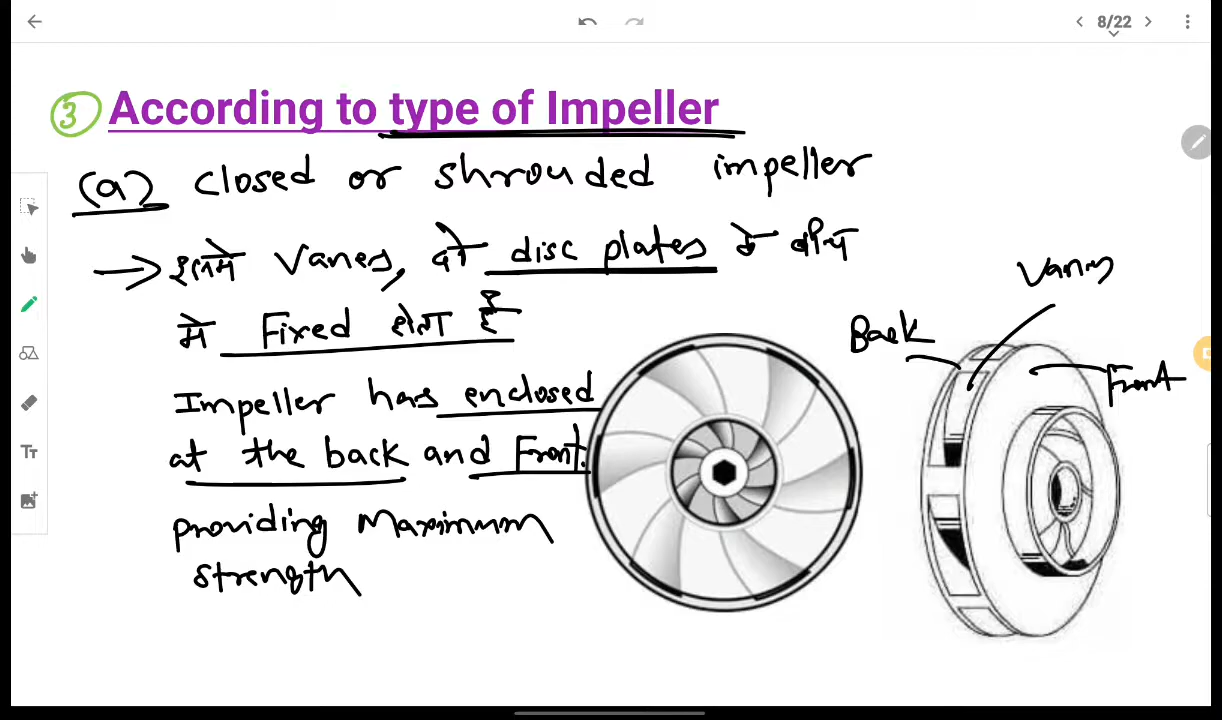 8/22
③ According to type of Impeller
(a) closed or shrouded impeller
→ इसमे Vanes, दो disc plates के बीच
मे Fixed होता है
Impeller has enclosed
at the back and Front.
providing Maximum
strength
Vanes
Back
Front
Tт